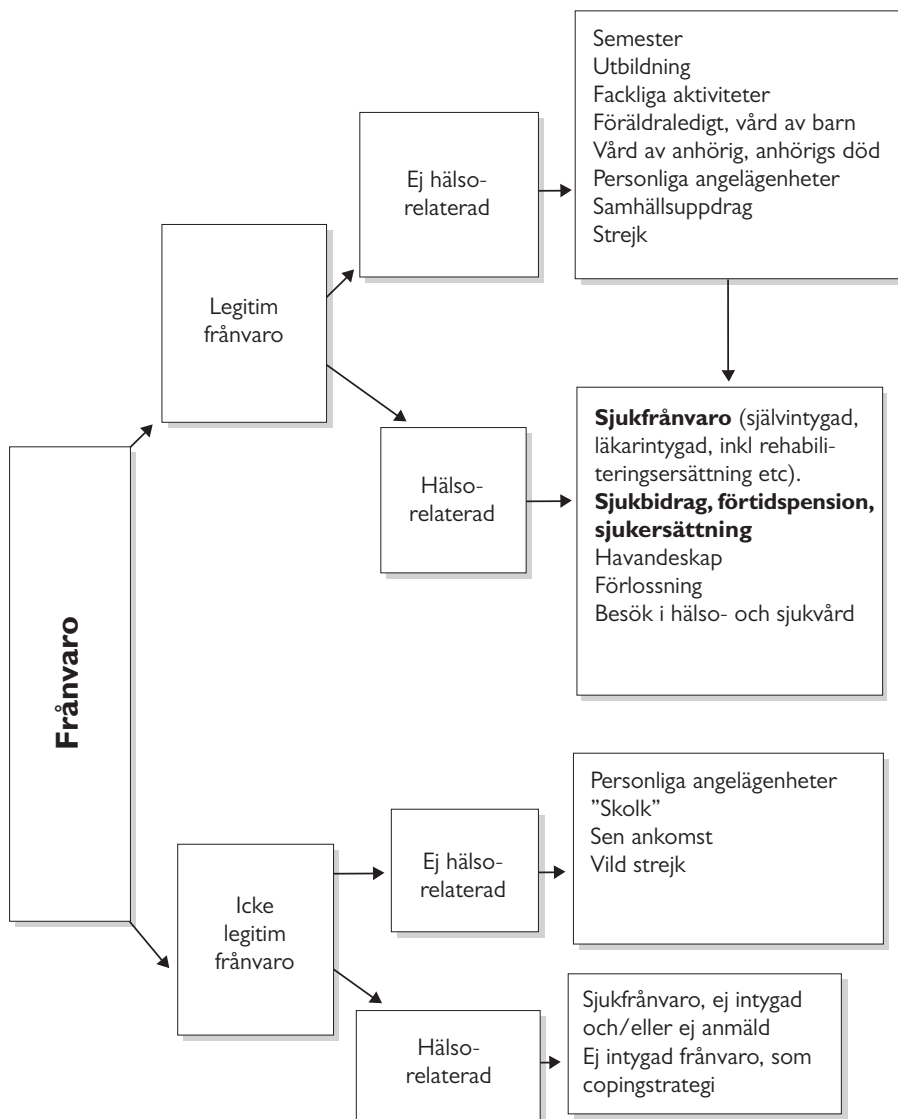 Semester
Utbildning
Fackliga aktiviteter
Föräldraledigt, vård av barn
Vård av anhörig, anhörigs död
Personliga angelägenheter
Samhällsuppdrag
Strejk
Ej hälso-
relaterad
Legitim
frånvaro
Sjukfrånvaro (självintygad,
läkarintygad, inkl rehabili-
teringsersättning etc).
Sjukbidrag, förtidspension,
sjukersättning
Havandeskap
Förlossning
Besök i hälso- och sjukvård
Hälso-
relaterad
Frånvaro
Personliga angelägenheter
”Skolk”
Sen ankomst
Vild strejk
Ej hälso-
relaterad
Icke
legitim
frånvaro
Sjukfrånvaro, ej intygad
och/eller ej anmäld
Ej intygad frånvaro, som
copingstrategi
Hälso-
relaterad